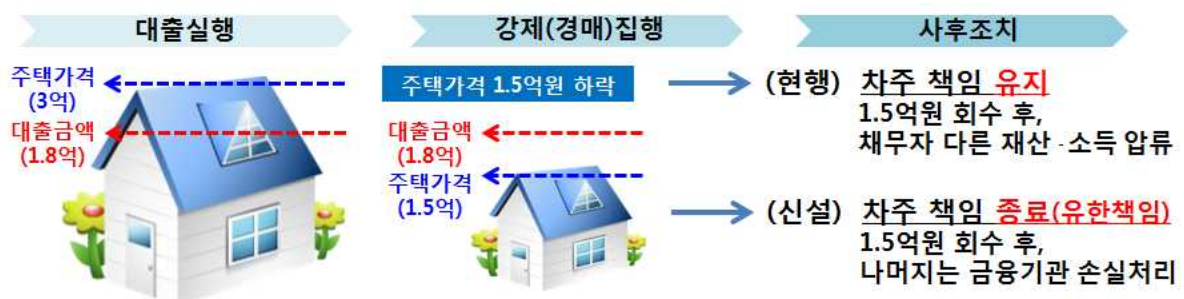 대출실행
강제(경매)집행
사후조치
주택가격
(3억)
대출금액
(1.8억)
주택가격 1.5억원 하락
대출금액
(1.8억)
주택가격
(1.5억)
(현행) 차주 책임 유지
1.5억원 회수 후,
채무자 다른 재산·소득 압류
(신설) 차주 책임 종료(유한책임)
1.5억원 회수 후,
나머지는 금융기관 손실처리